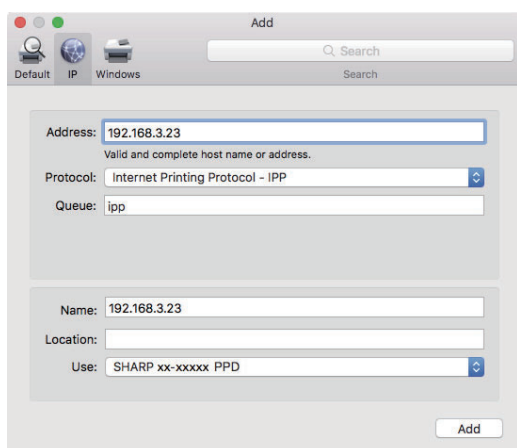 Add
Default IP Windows
Search
Search
Address: 192.168.3.23
Valid and complete host name or address.
Protocol: Internet Printing Protocol - IPP
Queue: ipp
Name: 192.168.3.23
Location:
Use: SHARP xx-xxxxx PPD
Add